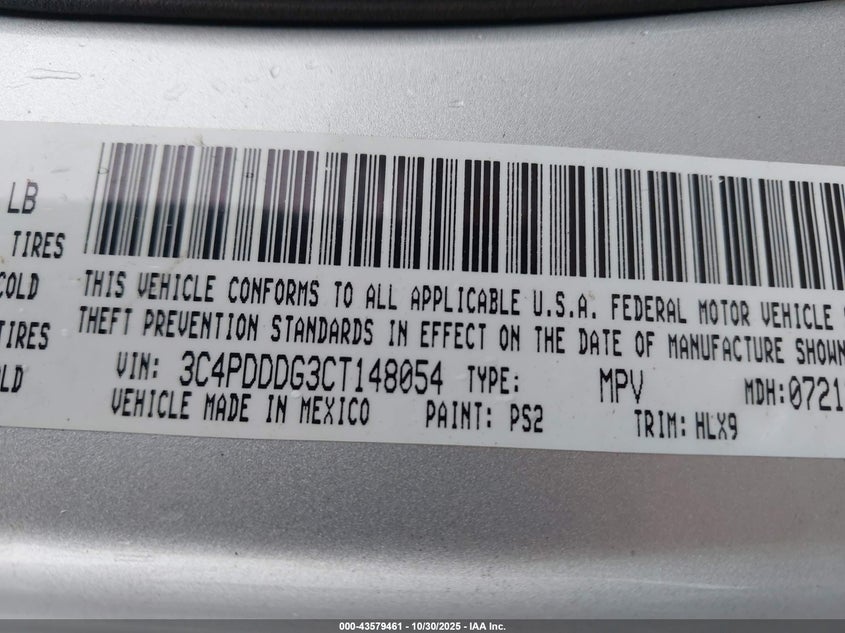 LB
TIRES
COLD
TIRES
THIS VEHICLE CONFORMS TO ALL APPLICABLE U.S.A. FEDERAL MOTOR VEHICLE
THEFT PREVENTION STANDARDS IN EFFECT ON THE DATE OF MANUFACTURE SHOWN
VIN: 3C4PDDDG3CT148054 TYPE: MPV MDH:0721
VEHICLE MADE IN MEXICO PAINT: PS2 TRIM: HLX9
000-43579461 | 10/30/2025 - IAA Inc.